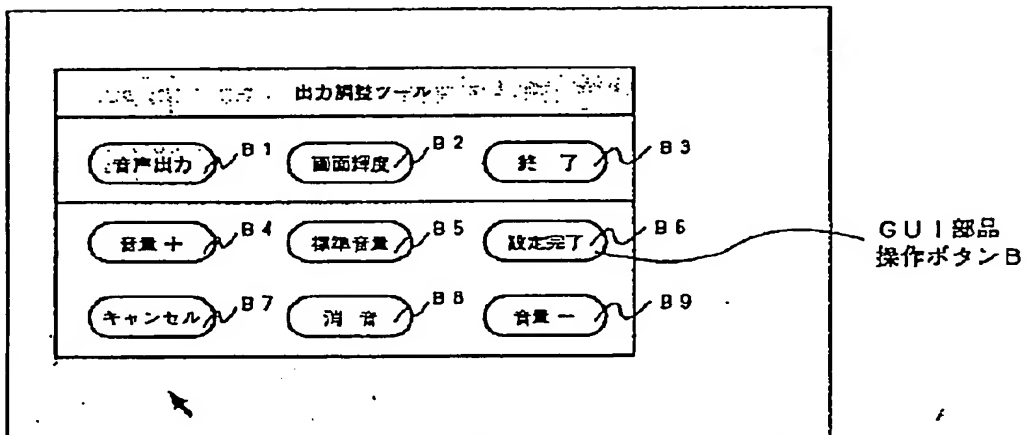 出力調整ツール
音声出力 B1 画面輝度 B2 終 了 B3
音量＋ B4 標準音量 B5 設定完了 B6
GUI部品
操作ボタンB
キャンセル B7 消 音 B8 音量－ B9